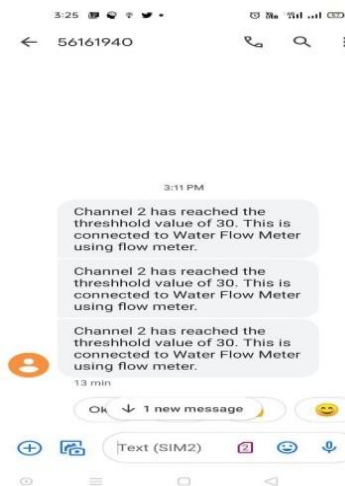 3:25
56161940
3:11 PM
Channel 2 has reached the
threshhold value of 30. This is
connected to Water Flow Meter
using flow meter.
Channel 2 has reached the
threshhold value of 30. This is
connected to Water Flow Meter
using flow meter.
Channel 2 has reached the
threshhold value of 30. This is
connected to Water Flow Meter
using flow meter.
13 min
↓ 1 new message
Text (SIM2)
2